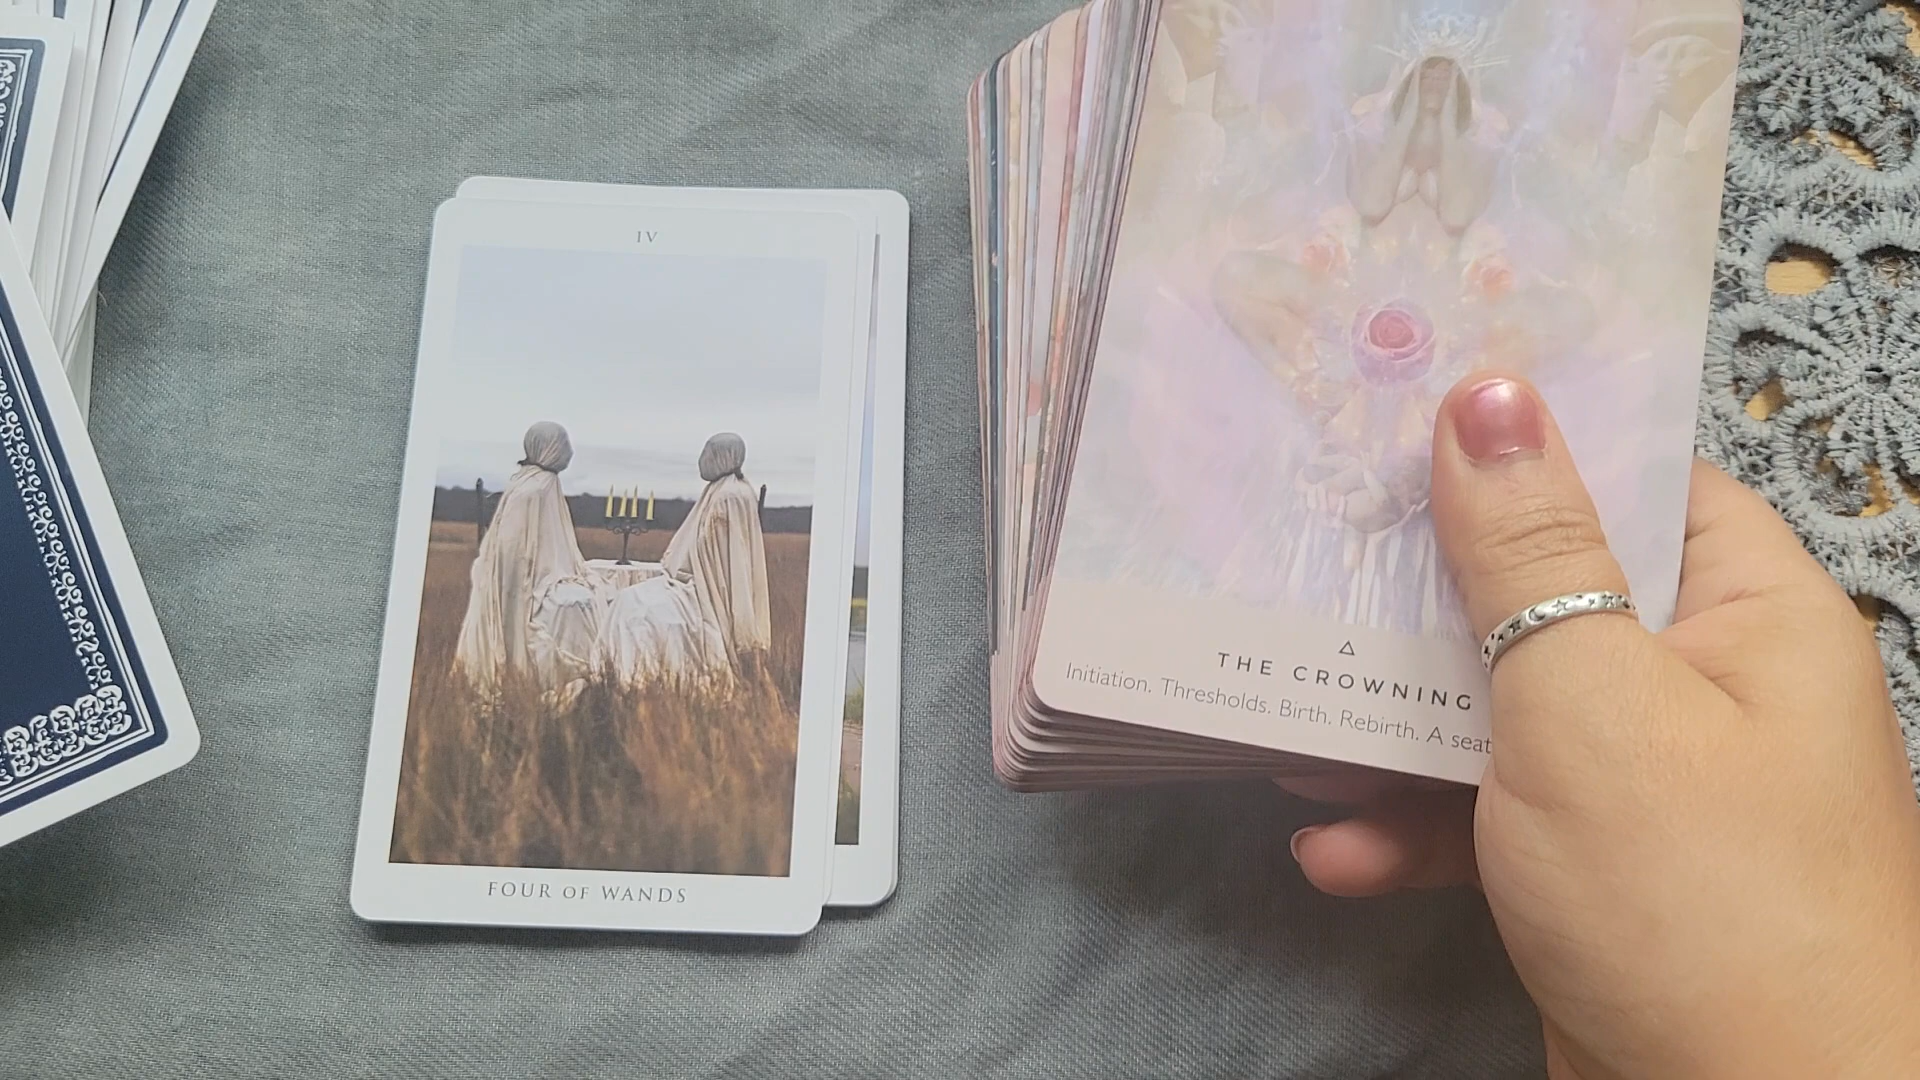 IV
FOUR OF WANDS
THE CROWNING
Initiation. Thresholds. Birth. Rebirth. A seat